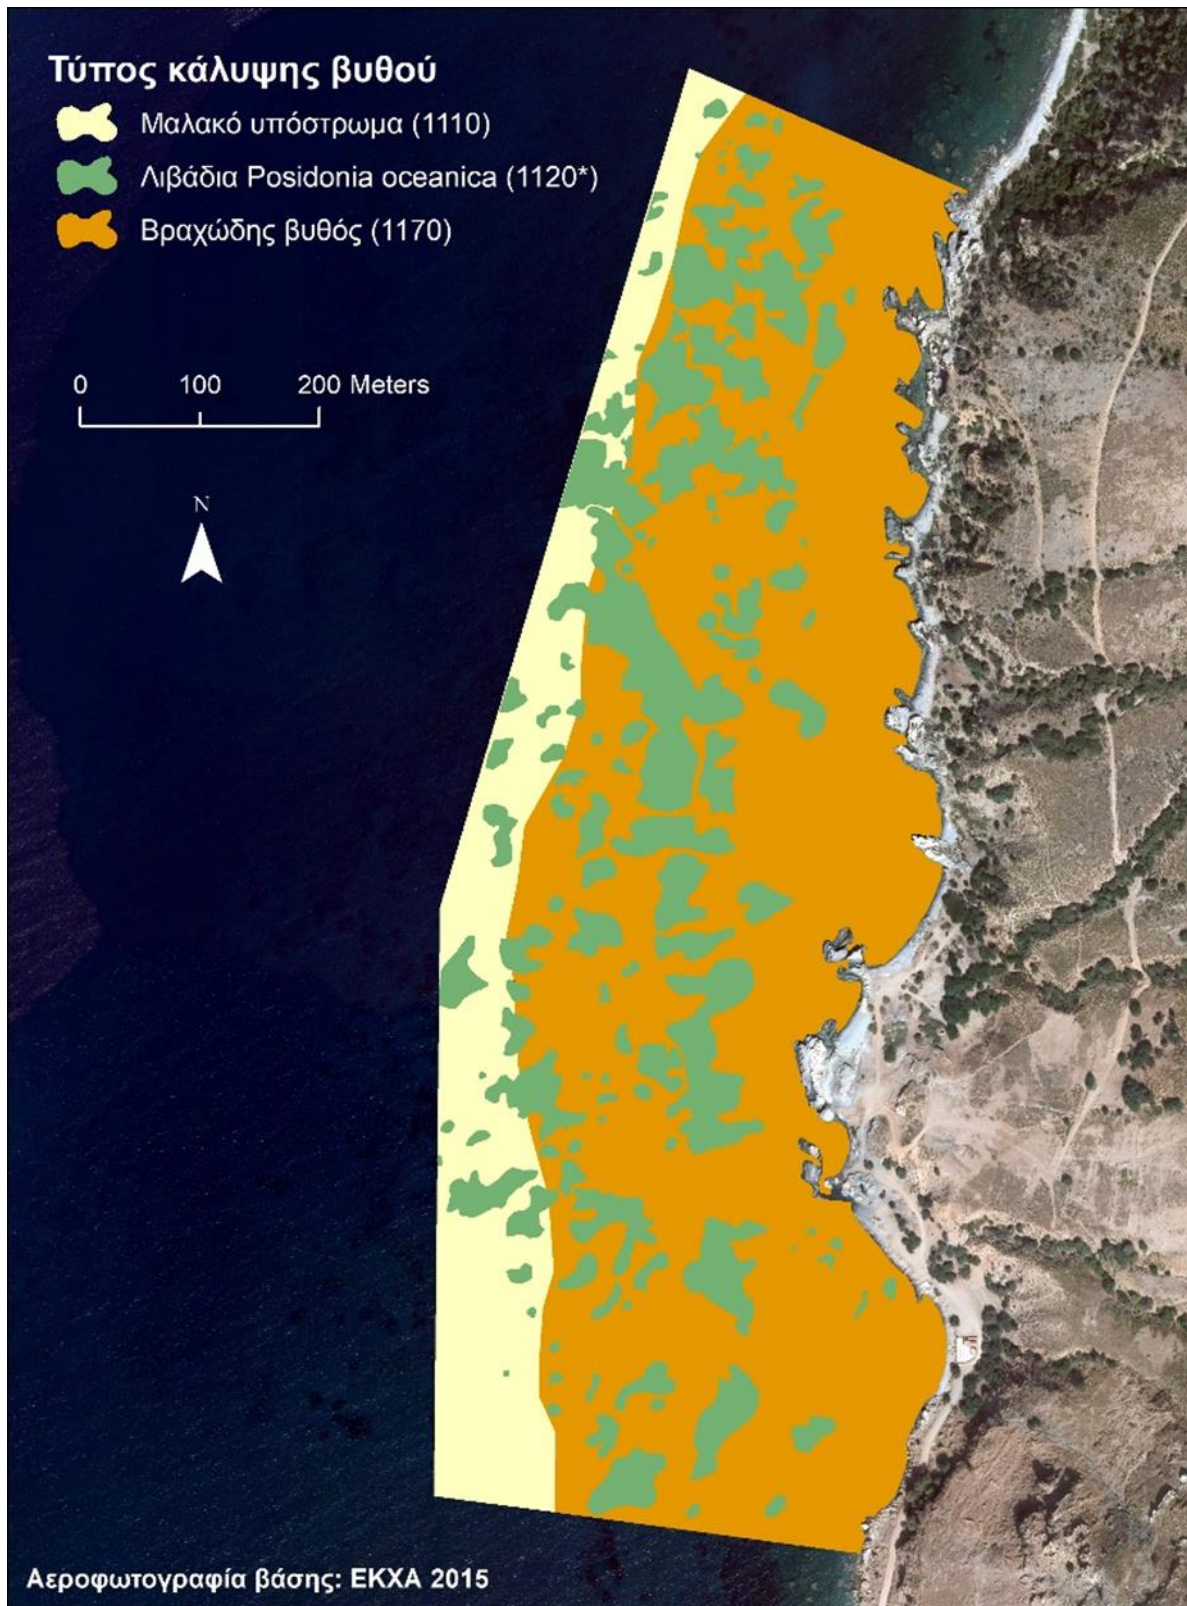 Τύπος κάλυψης βυθού
Μαλακό υπόστρωμα (1110)
Λιβάδια Posidonia oceanica (1120*)
Βραχώδης βυθός (1170)
0 100 200 Meters
N
Αεροφωτογραφία βάσης: ΕΚΧΑ 2015